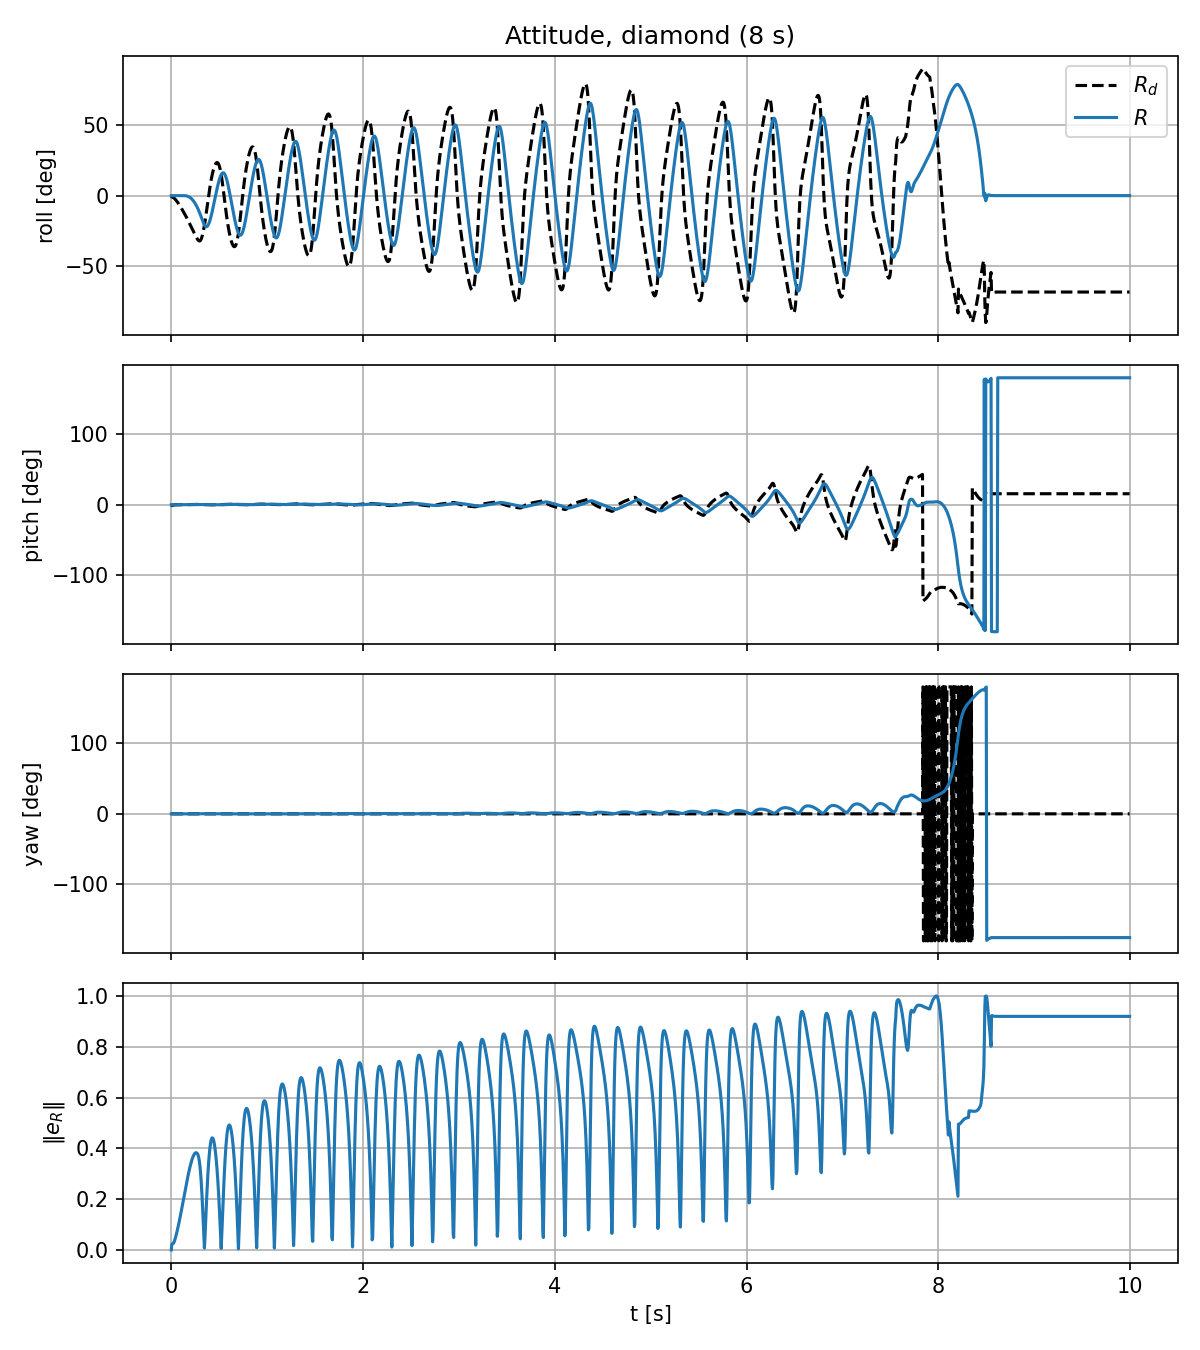 Attitude, diamond (8 s)
roll [deg]
50
0
−50
R_d
R
pitch [deg]
100
0
−100
yaw [deg]
100
0
−100
‖e_R‖
1.0
0.8
0.6
0.4
0.2
0.0
0 2 4 6 8 10
t [s]